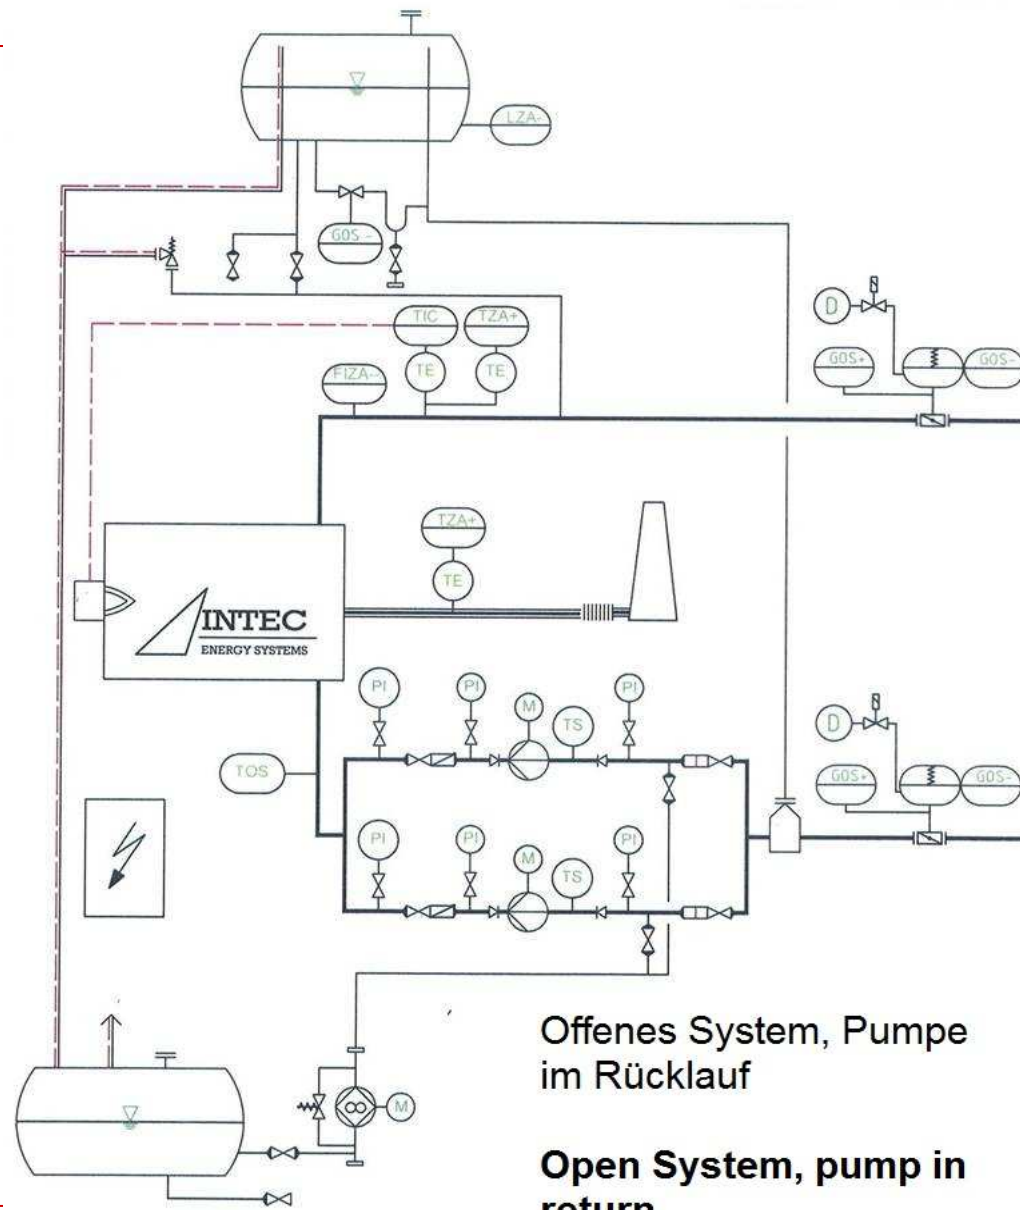 LZA-
GOS -
TIC
TZA+
D
FIZA--
TE
TE
GOS+
GOS-
TZA+
TE
INTEC
ENERGY SYSTEMS
PI
PI
M
TS
PI
D
TOS
GOS+
GOS-
PI
PI
M
TS
PI
Offenes System, Pumpe
im Rücklauf
M
Open System, pump in
return